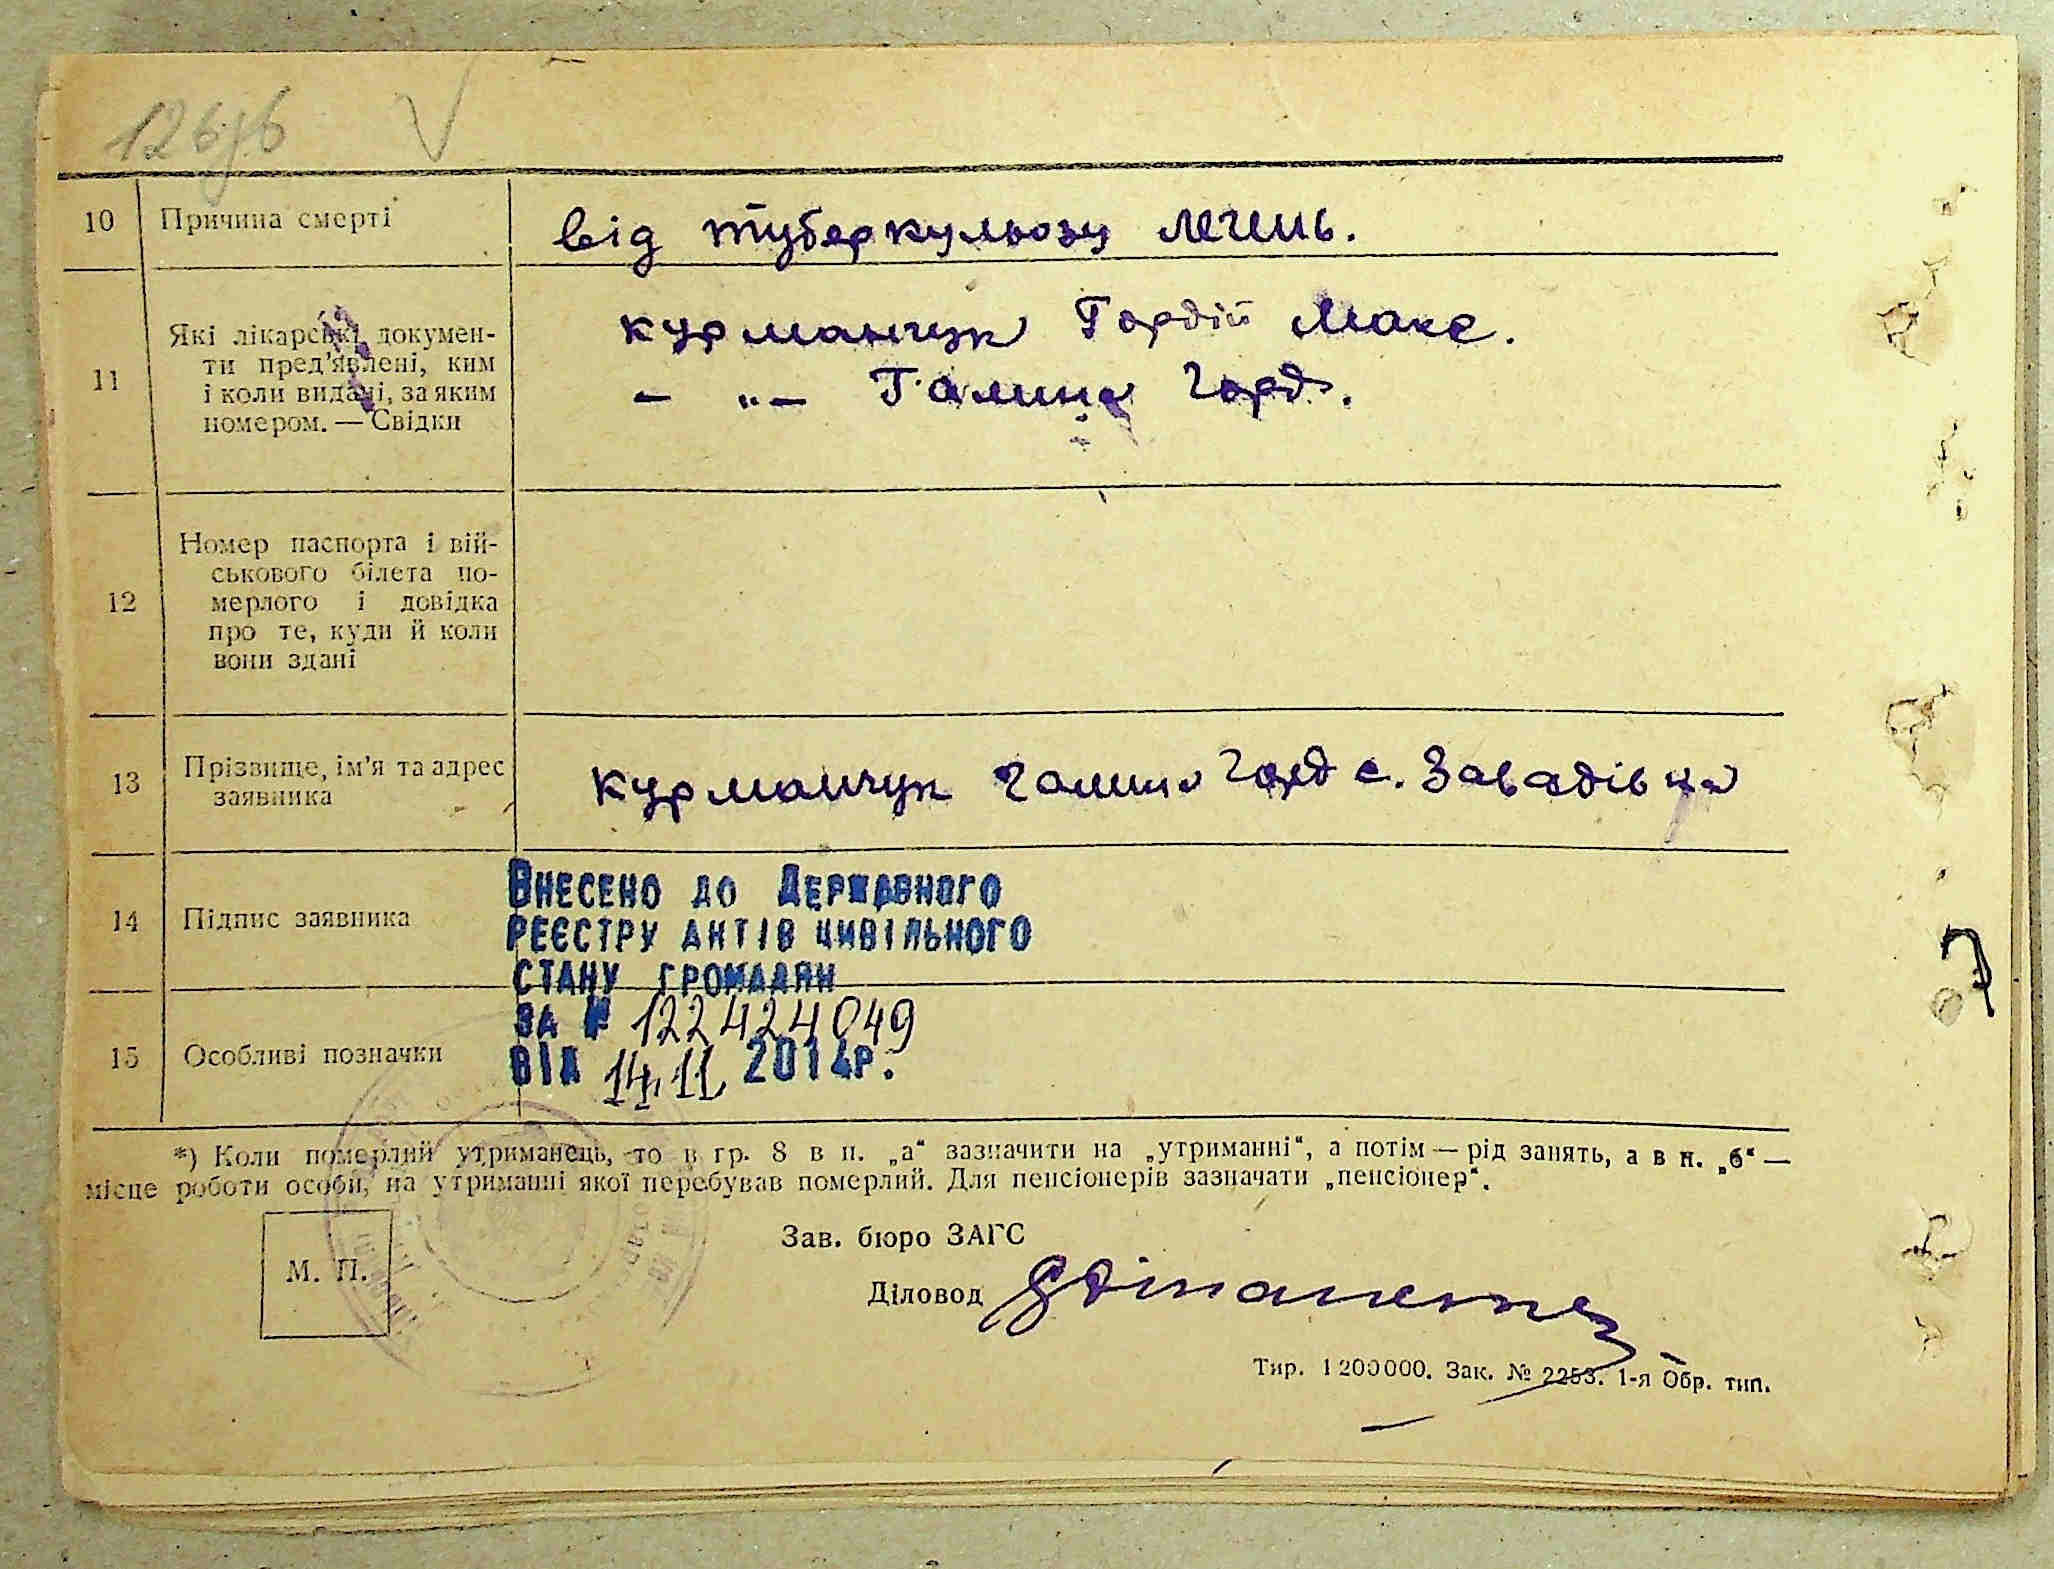 126зв
10 Причина смерті
від туберкульозу легень.
11 Які лікарські докумен-
ти пред'явлені, ким
і коли видані, за яким
номером. — Свідки
Курманчук Гордій Макс.
— „ — Галина Горд.
12 Номер паспорта і вій-
ськового білета по-
мерлого і довідка
про те, куди й коли
вони здані
13 Прізвище, ім'я та адрес
заявника
Курманчук Галина Горд с. Завадівка
14 Підпис заявника
ВНЕСЕНО ДО ДЕРЖАВНОГО
РЕЄСТРУ АКТІВ ЦИВІЛЬНОГО
СТАНУ ГРОМАДЯН
ЗА № 122424049
15 Особливі позначки
ВІД 14.11 2014Р.
*) Коли померлий утриманець, то в гр. 8 в п. „а“ зазначити на „утриманні“, а потім — рід занять, а в п. „б“ —
місце роботи особи, на утриманні якої перебував померлий. Для пенсіонерів зазначати „пенсіонер“.
М. П.
Зав. бюро ЗАГС
Діловод
Тир. 1200000. Зак. № 2253. 1-я Обр. тип.